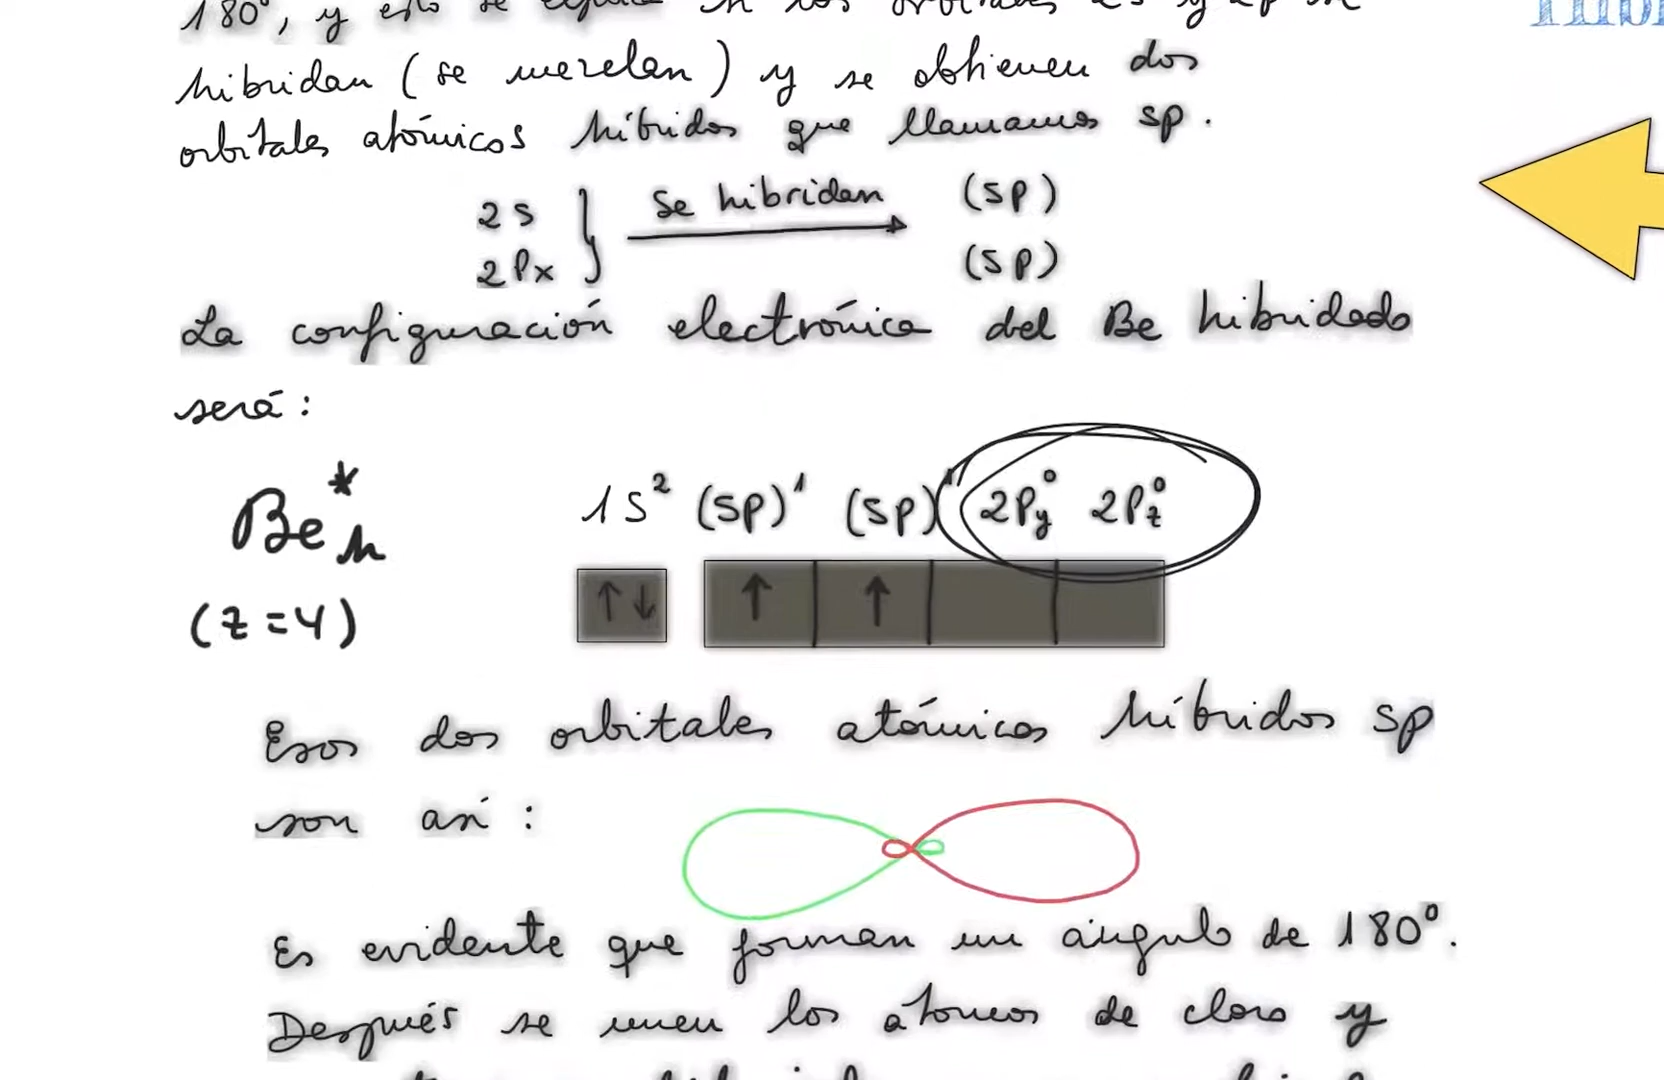 180°, y esto se explica si los orbitales 2s y 2p se
hibridan (se mezclan) y se obtienen dos
orbitales atómicos híbridos que llamamos sp.
2s
2Px
se hibridan
(sp)
(sp)
La configuración electrónica del Be hibridado
será:
Be*h
(Z=4)
1s² (sp)¹ (sp)¹ 2Py⁰ 2Pz⁰
↑↓ ↑ ↑
Esos dos orbitales atómicos híbridos sp
son así:
Es evidente que forman un ángulo de 180°.
Después se unen los átomos de cloro y